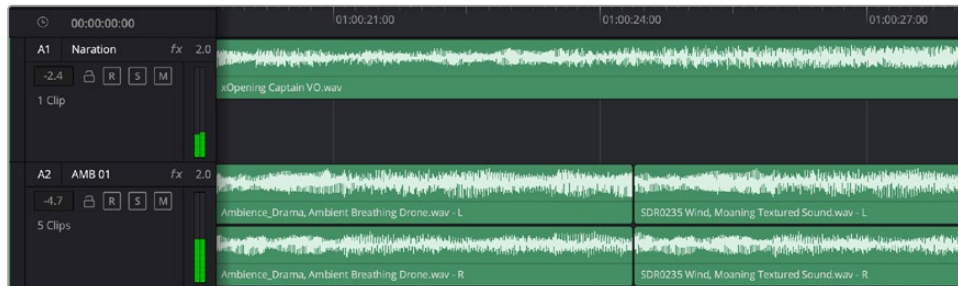 00:00:00:00 01:00:21:00 01:00:24:00 01:00:27:00
A1 Naration fx 2.0
-2.4 R S M
xOpening Captain VO.wav
1 Clip
A2 AMB 01 fx 2.0
-4.7 R S M
Ambience_Drama, Ambient Breathing Drone.wav - L SDR0235 Wind, Moaning Textured Sound.wav - L
5 Clips
Ambience_Drama, Ambient Breathing Drone.wav - R SDR0235 Wind, Moaning Textured Sound.wav - R